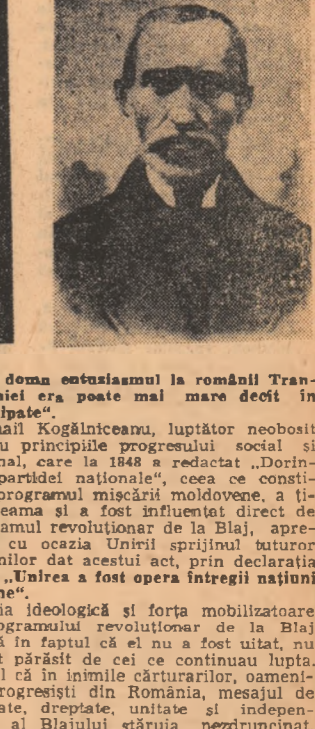 doma entuziasmul la românii Tran-
niei era poate mai mare decît în
ipate“.
hail Kogălniceanu, luptător neobosit
u principiile progresului social și
nal, care la 1848 a redactat „Dorin-
partidei naționale“, ceea ce consti-
programul mișcării moldovene, a ți-
eama și a fost influențat direct de
amul revoluționar de la Blaj, apre-
cu ocazia Unirii sprijinul tuturor
nilor dat acestui act, prin declarația
„Unirea a fost opera întregii națiuni
ne“.
ia ideologică și forța mobilizatoare
ogramului revoluționar de la Blaj
ă în faptul că el nu a fost uitat, nu
t părăsit de cei ce continuau lupta.
l că în inimile cărturarilor, oameni-
rogresiști din România, mesajul de
ate, dreptate, unitate și indepen-
al Blajului stăruia nezdruncinat.